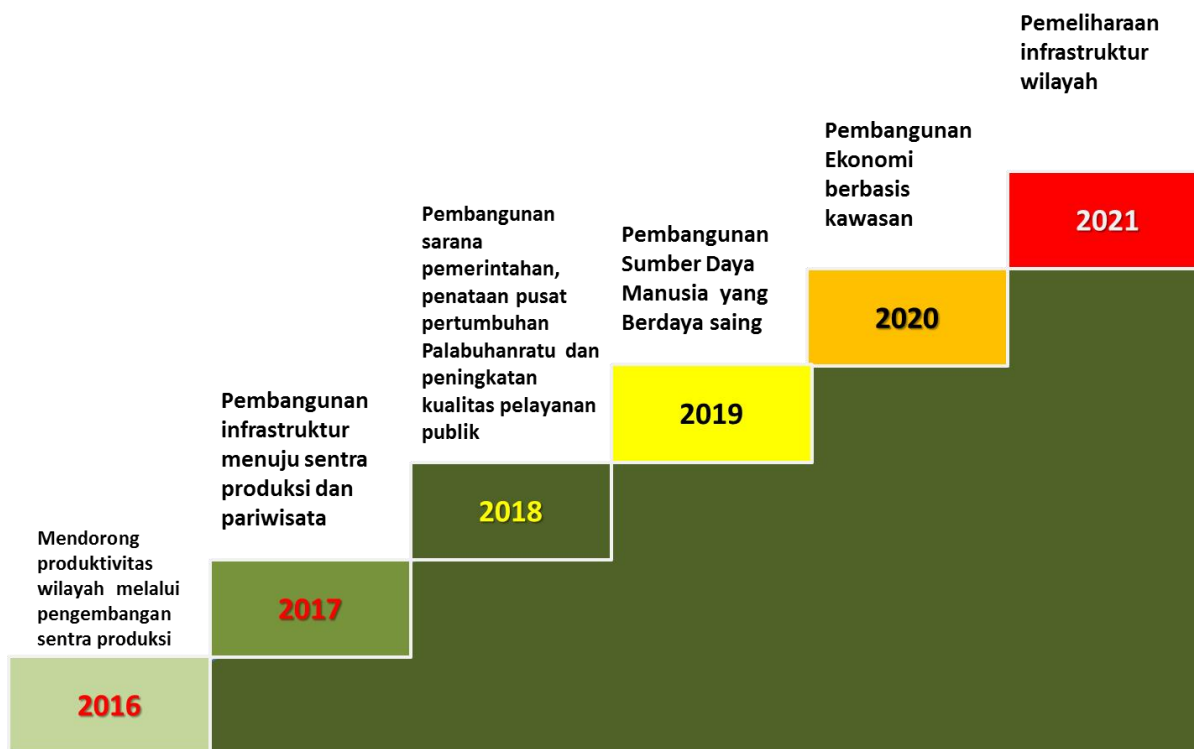 Mendorong
produktivitas
wilayah melalui
pengembangan
sentra produksi
2016
Pembangunan
infrastruktur
menuju sentra
produksi dan
pariwisata
2017
Pembangunan
sarana
pemerintahan,
penataan pusat
pertumbuhan
Palabuhanratu dan
peningkatan
kualitas pelayanan
publik
2018
Pembangunan
Sumber Daya
Manusia yang
Berdaya saing
2019
Pembangunan
Ekonomi
berbasis
kawasan
2020
Pemeliharaan
infrastruktur
wilayah
2021